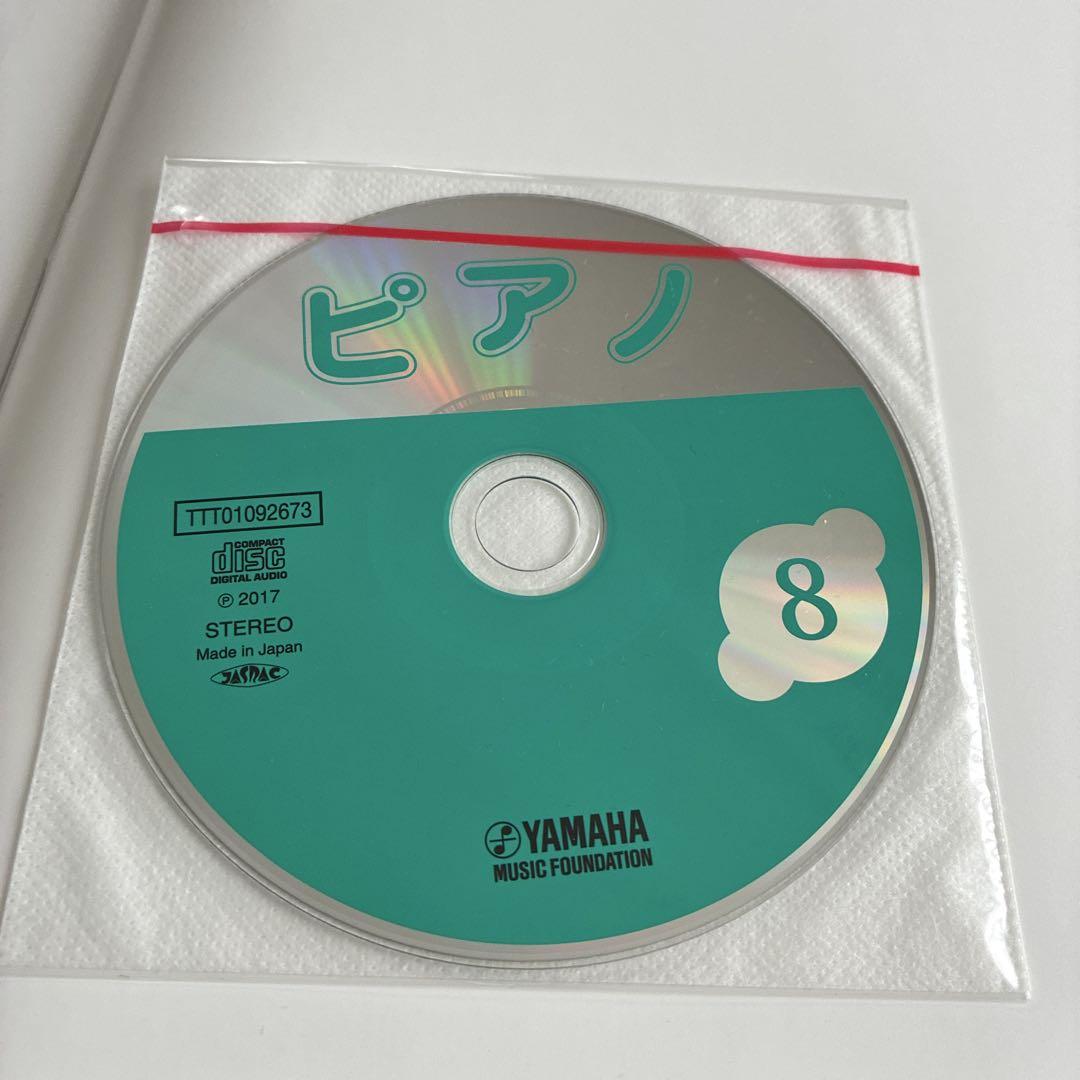 ピアノ
TTT01092673
COMPACT
disc
DIGITAL AUDIO
℗ 2017
STEREO
Made in Japan
JASRAC
8
YAMAHA
MUSIC FOUNDATION